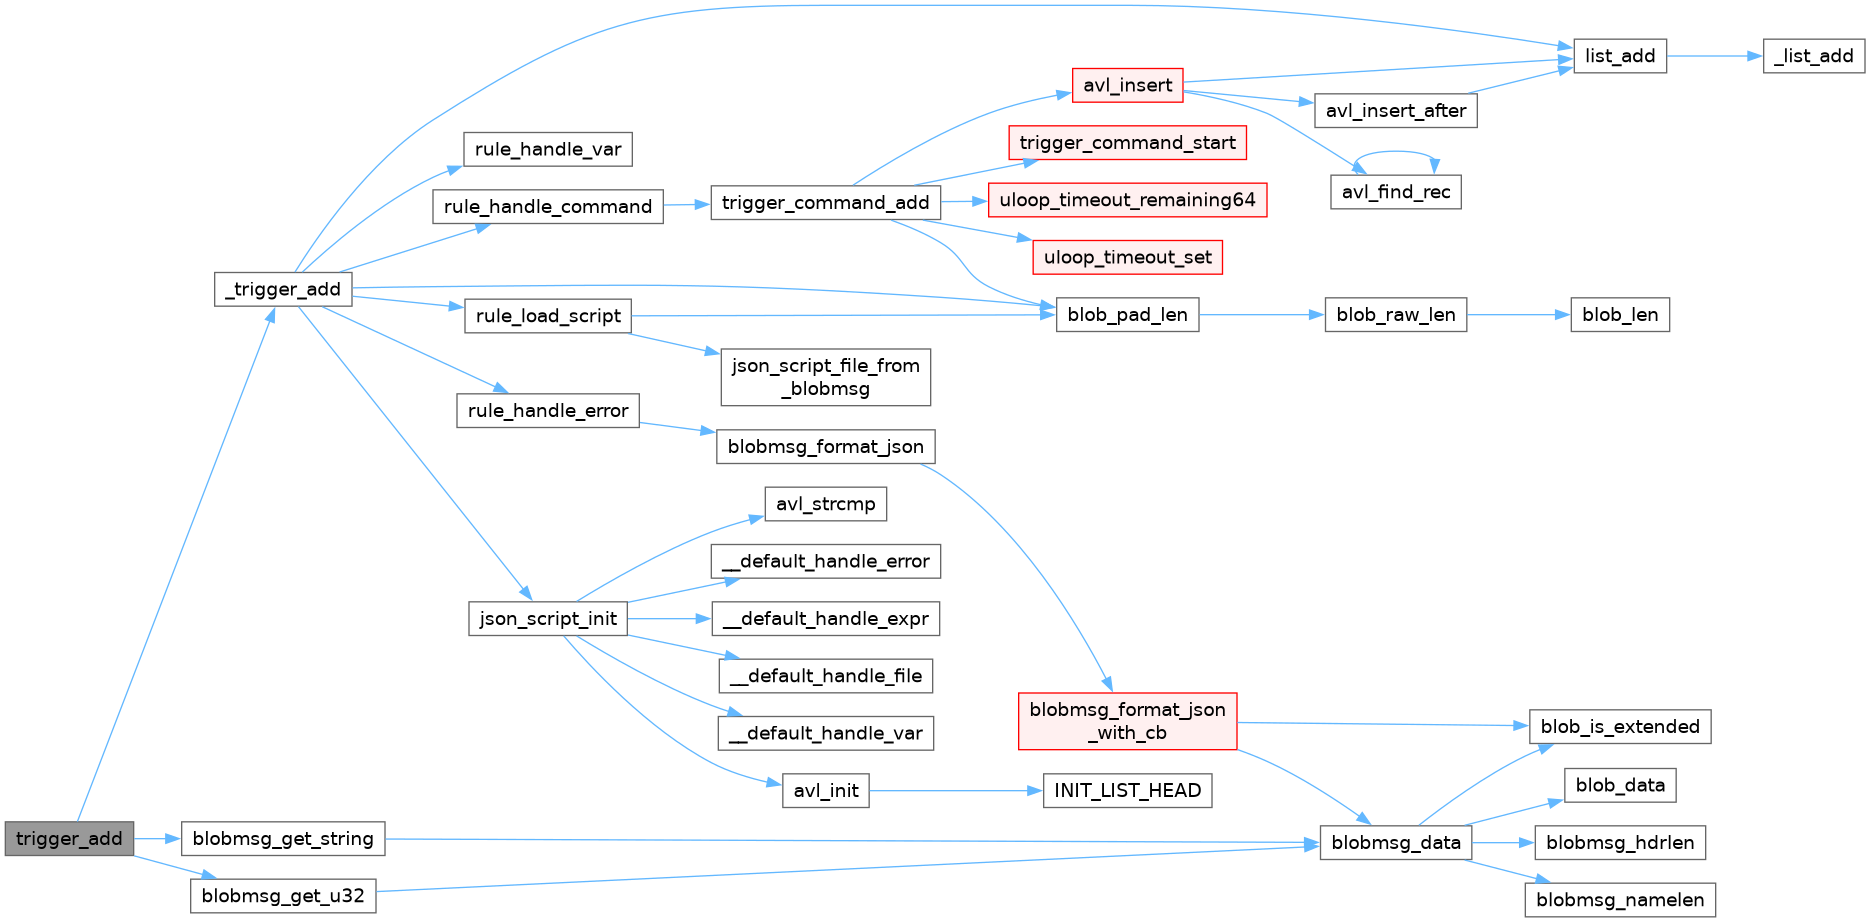 list_add
_list_add
avl_insert
avl_insert_after
trigger_command_start
rule_handle_var
avl_find_rec
rule_handle_command
trigger_command_add
uloop_timeout_remaining64
uloop_timeout_set
_trigger_add
rule_load_script
blob_pad_len
blob_raw_len
blob_len
json_script_file_from
_blobmsg
rule_handle_error
blobmsg_format_json
avl_strcmp
__default_handle_error
json_script_init
__default_handle_expr
__default_handle_file
__default_handle_var
blobmsg_format_json
_with_cb
blob_is_extended
avl_init
INIT_LIST_HEAD
blob_data
trigger_add
blobmsg_get_string
blobmsg_data
blobmsg_hdrlen
blobmsg_get_u32
blobmsg_namelen